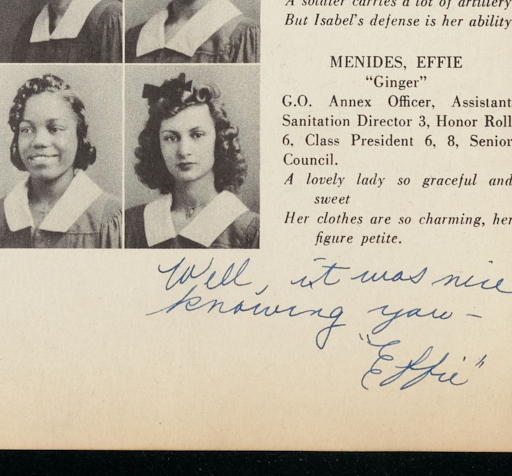 A soldier carries a lot of artillery
But Isabel's defense is her ability
MENIDES, EFFIE
“Ginger”
G.O. Annex Officer, Assistant
Sanitation Director 3, Honor Roll
6, Class President 6, 8, Senior
Council.
A lovely lady so graceful and
sweet
Her clothes are so charming, her
figure petite.
Well, it was nice
knowing you –
"Effie"